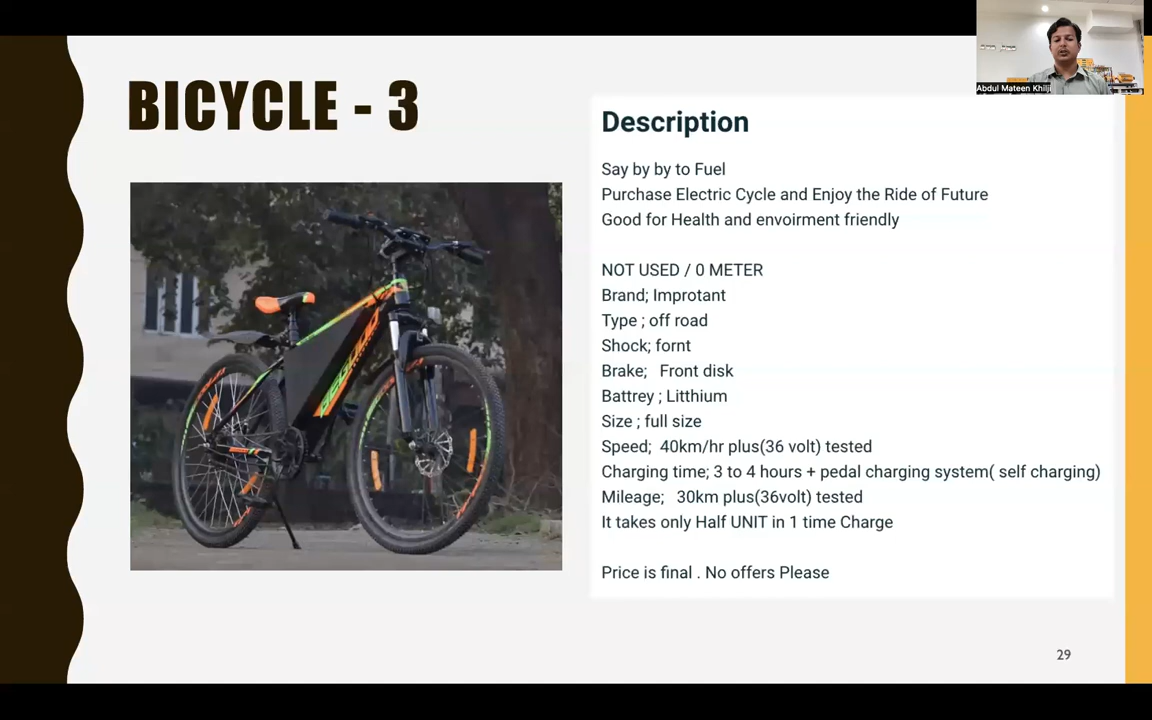 BICYCLE - 3
Abdul Mateen Khilji
Description
Say by by to Fuel
Purchase Electric Cycle and Enjoy the Ride of Future
Good for Health and envoirment friendly
NOT USED / 0 METER
Brand; Improtant
Type ; off road
Shock; fornt
Brake;   Front disk
Battrey ; Litthium
Size ; full size
Speed;  40km/hr plus(36 volt) tested
Charging time; 3 to 4 hours + pedal charging system( self charging)
Mileage;   30km plus(36volt) tested
It takes only Half UNIT in 1 time Charge
Price is final . No offers Please
29